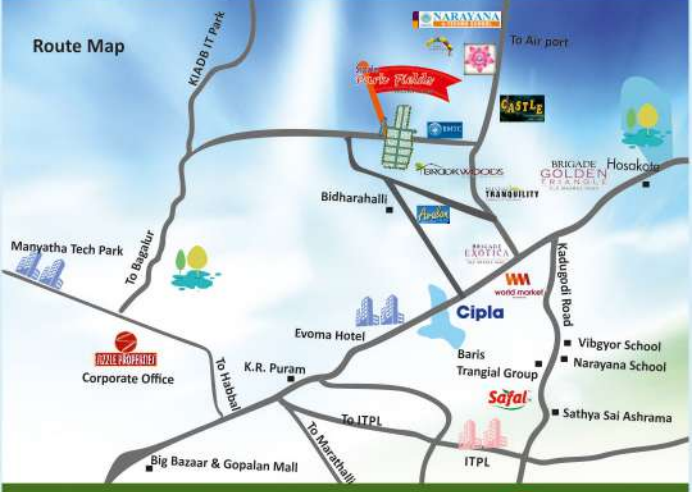 Route Map
KIADB IT Park
NARAYANA
To Air port
Park Fields
CASTLE
BMTC
BROOKWOODS
BRIGADE
GOLDEN
TRIANGLE
Hosakote
TRANQUILITY
Bidharahalli
Manyatha Tech Park
To Bagalur
BRIGADE
EXOTICA
world market
Kadugodi Road
Cipla
Evoma Hotel
SIZZLE PROPERTIES
Corporate Office
To Habbal
K.R. Puram
Baris
Trangial Group
Vibgyor School
Narayana School
Safal
Sathya Sai Ashrama
To ITPL
To Marathalli
ITPL
Big Bazaar & Gopalan Mall